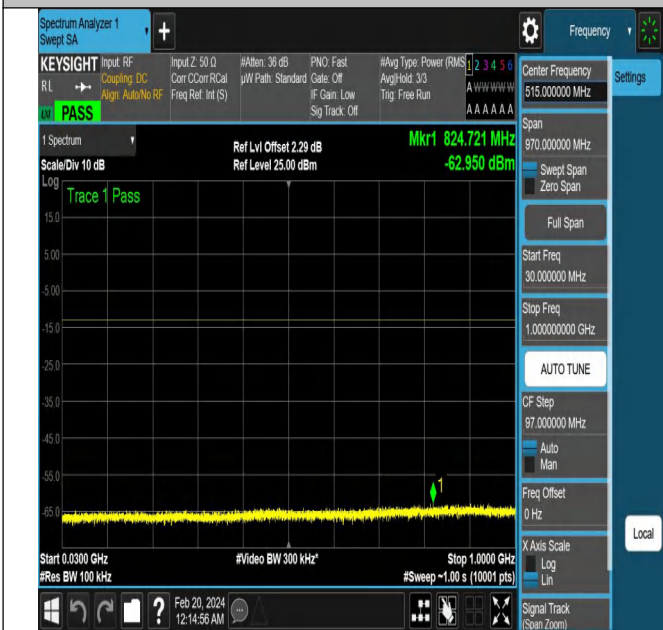 Spectrum Analyzer 1
Swept SA
+
Frequency
KEYSIGHT
RL
LNI
PASS
Input: RF
Coupling: DC
Align: Auto/No RF
Input Z: 50 Ω
Corr CCorr RCal
Freq Ref: Int (S)
#Atten: 36 dB
µW Path: Standard
PNO: Fast
Gate: Off
IF Gain: Low
Sig Track: Off
#Avg Type: Power (RMS
Avg|Hold: 3/3
Trig: Free Run
1 2 3 4 5 6
A W W W W W
A A A A A A
1 Spectrum
Scale/Div 10 dB
Ref Lvl Offset 2.29 dB
Ref Level 25.00 dBm
Mkr1 824.721 MHz
-62.950 dBm
Log
Trace 1 Pass
15.0
5.00
-5.00
-15.0
-25.0
-35.0
-45.0
-55.0
-65.0
1
Start 0.0300 GHz
#Res BW 100 kHz
#Video BW 300 kHz*
Stop 1.0000 GHz
#Sweep ~1.00 s (10001 pts)
?
Feb 20, 2024
12:14:56 AM
Center Frequency
515.000000 MHz
Settings
Span
970.000000 MHz
Swept Span
Zero Span
Full Span
Start Freq
30.000000 MHz
Stop Freq
1.000000000 GHz
AUTO TUNE
CF Step
97.000000 MHz
Auto
Man
Freq Offset
0 Hz
Local
X Axis Scale
Log
Lin
Signal Track
(Span Zoom)